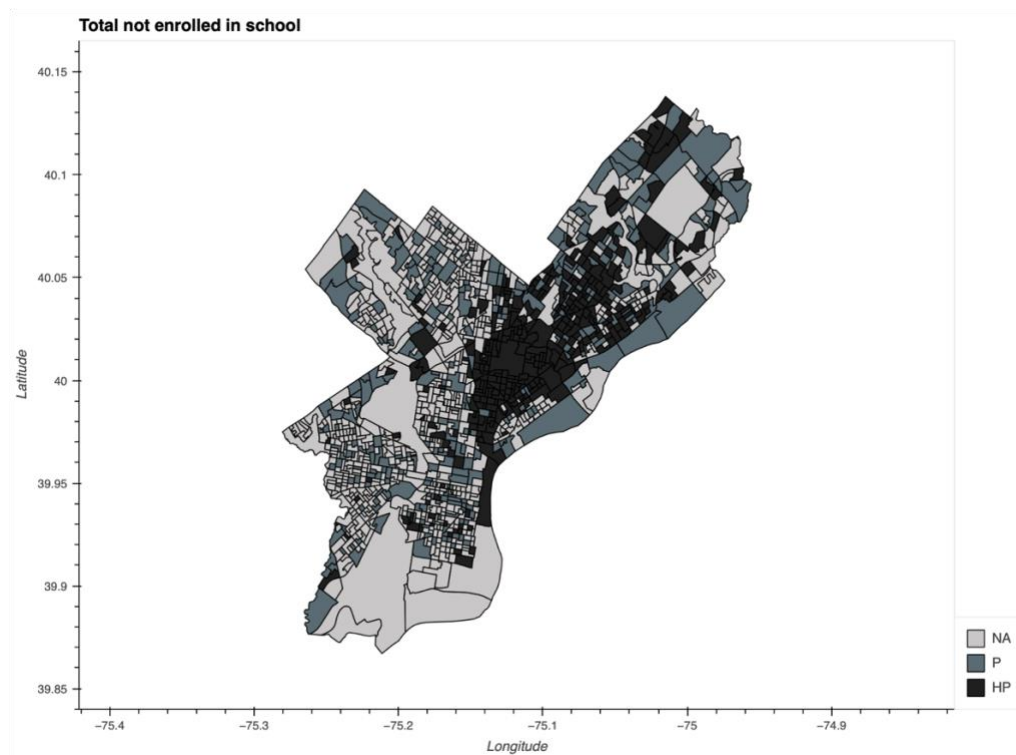 Total not enrolled in school
40.15
40.1
40.05
40
39.95
39.9
39.85
Latitude
−75.4
−75.3
−75.2
−75.1
−75
−74.9
Longitude
NA
P
HP